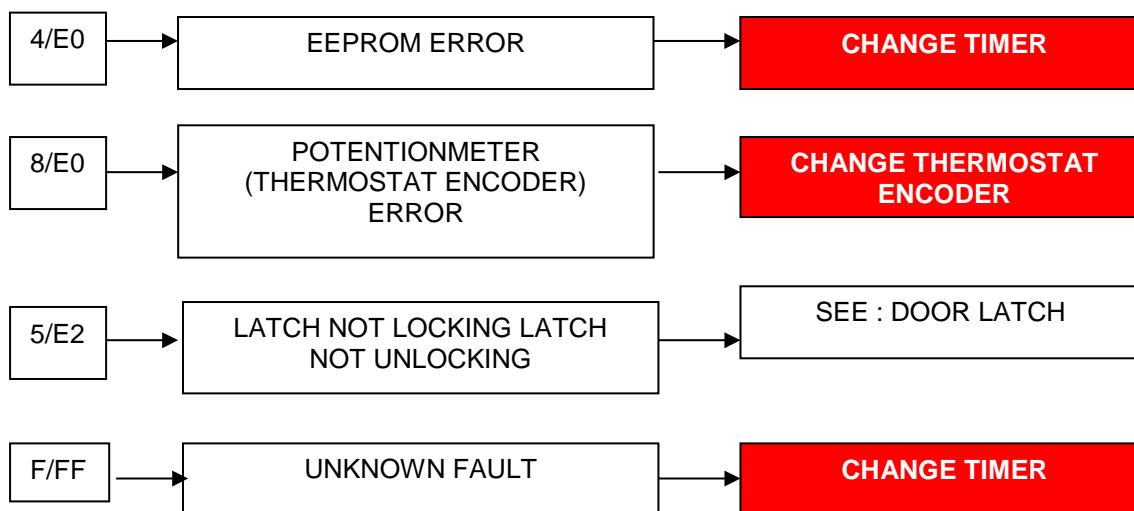 4/E0
EEPROM ERROR
CHANGE TIMER
8/E0
POTENTIONMETER
(THERMOSTAT ENCODER)
ERROR
CHANGE THERMOSTAT
ENCODER
5/E2
LATCH NOT LOCKING LATCH
NOT UNLOCKING
SEE : DOOR LATCH
F/FF
UNKNOWN FAULT
CHANGE TIMER